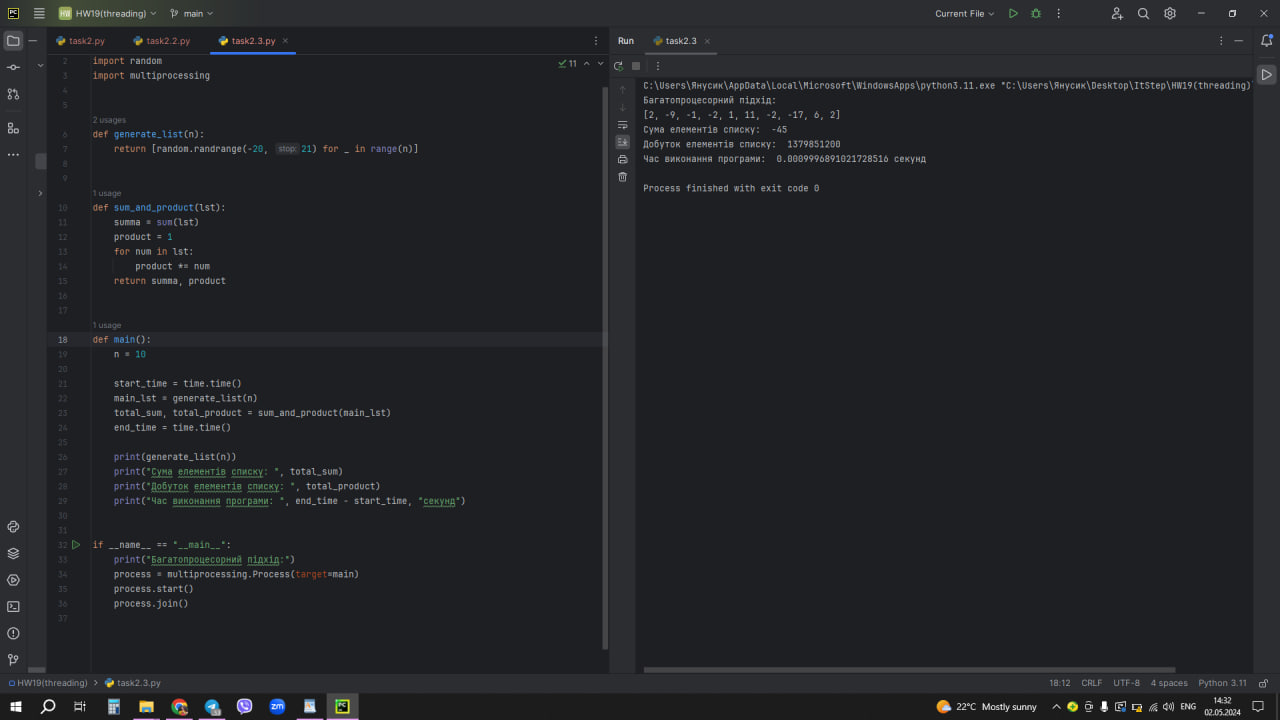 PC
HW HW19(threading)
main
Current File
task2.py
task2.2.py
task2.3.py
Run
task2.3
11
2 import random
3 import multiprocessing
4
5
2 usages
6 def generate_list(n):
7 return [random.randrange(-20, stop: 21) for _ in range(n)]
8
9
1 usage
10 def sum_and_product(lst):
11 summa = sum(lst)
12 product = 1
13 for num in lst:
14 product *= num
15 return summa, product
16
17
1 usage
18 def main():
19 n = 10
20
21 start_time = time.time()
22 main_lst = generate_list(n)
23 total_sum, total_product = sum_and_product(main_lst)
24 end_time = time.time()
25
26 print(generate_list(n))
27 print("Сума елементів списку: ", total_sum)
28 print("Добуток елементів списку: ", total_product)
29 print("Час виконання програми: ", end_time - start_time, "секунд")
30
31
32 if __name__ == "__main__":
33 print("Багатопроцесорний підхід:")
34 process = multiprocessing.Process(target=main)
35 process.start()
36 process.join()
37
C:\Users\Янусик\AppData\Local\Microsoft\WindowsApps\python3.11.exe "C:\Users\Янусик\Desktop\ItStep\HW19(threading)
Багатопроцесорний підхід:
[2, -9, -1, -2, 1, 11, -2, -17, 6, 2]
Сума елементів списку:  -45
Добуток елементів списку:  1379851200
Час виконання програми:  0.0009996891021728516 секунд
Process finished with exit code 0
HW19(threading) > task2.3.py
18:12 CRLF UTF-8 4 spaces Python 3.11
22°C Mostly sunny
ENG
14:32
02.05.2024